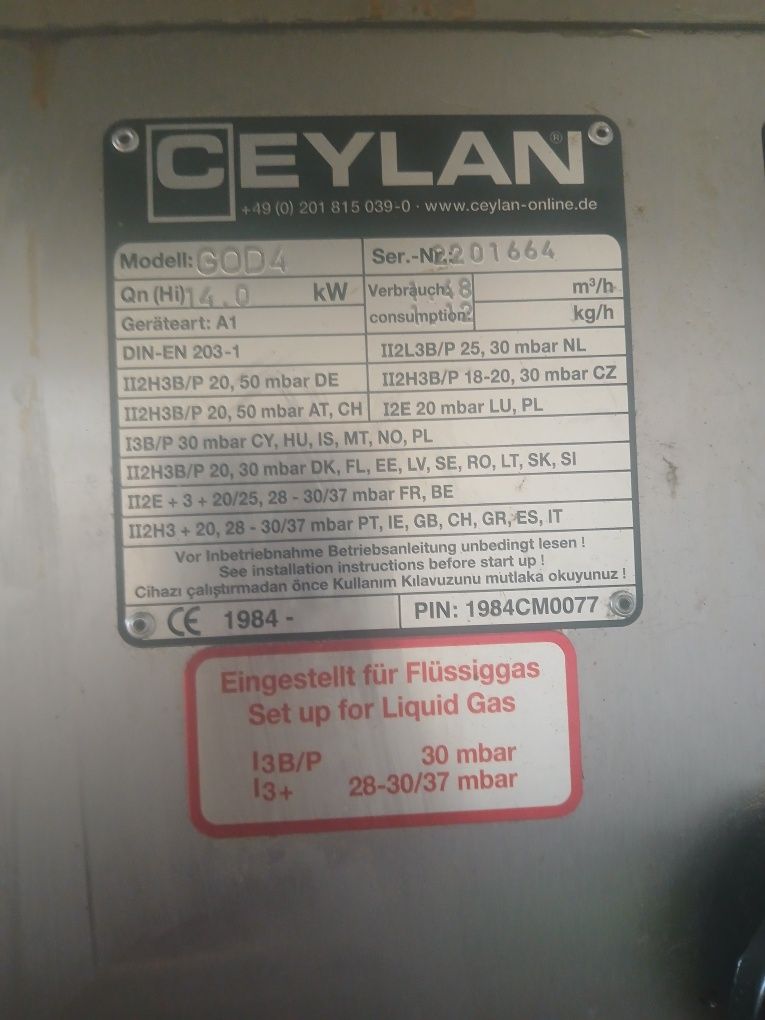 CEYLAN®
+49 (0) 201 815 039-0 · www.ceylan-online.de
Modell: GOD4 Ser.-Nr.: 2201664
Qn (Hi) 14.0 kW Verbrauch: 1.48 m³/h
Geräteart: A1 consumption: 1.12 kg/h
DIN-EN 203-1 II2L3B/P 25, 30 mbar NL
II2H3B/P 20, 50 mbar DE II2H3B/P 18-20, 30 mbar CZ
II2H3B/P 20, 50 mbar AT, CH I2E 20 mbar LU, PL
I3B/P 30 mbar CY, HU, IS, MT, NO, PL
II2H3B/P 20, 30 mbar DK, FL, EE, LV, SE, RO, LT, SK, SI
II2E + 3 + 20/25, 28 - 30/37 mbar FR, BE
II2H3 + 20, 28 - 30/37 mbar PT, IE, GB, CH, GR, ES, IT
Vor Inbetriebnahme Betriebsanleitung unbedingt lesen !
See installation instructions before start up !
Cihazı çalıştırmadan önce Kullanım Kılavuzunu mutlaka okuyunuz !
CE 1984 - PIN: 1984CM0077
Eingestellt für Flüssiggas
Set up for Liquid Gas
I3B/P 30 mbar
I3+ 28-30/37 mbar